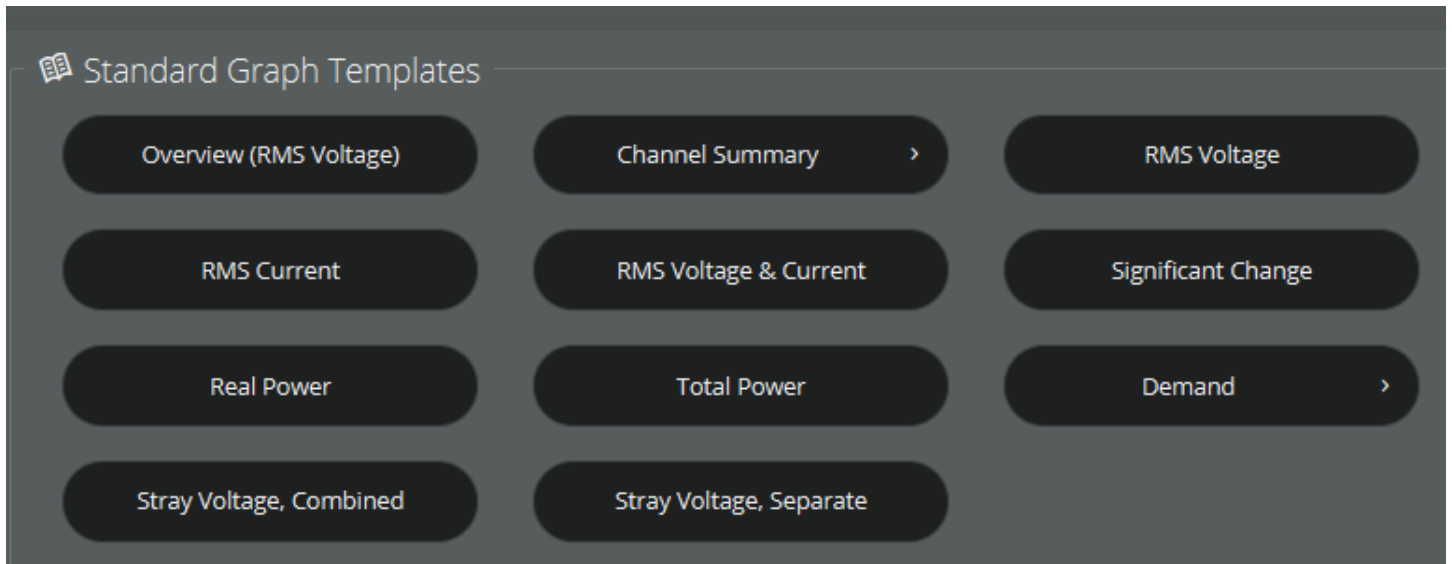 Standard Graph Templates
Overview (RMS Voltage)
Channel Summary
RMS Voltage
RMS Current
RMS Voltage & Current
Significant Change
Real Power
Total Power
Demand
Stray Voltage, Combined
Stray Voltage, Separate